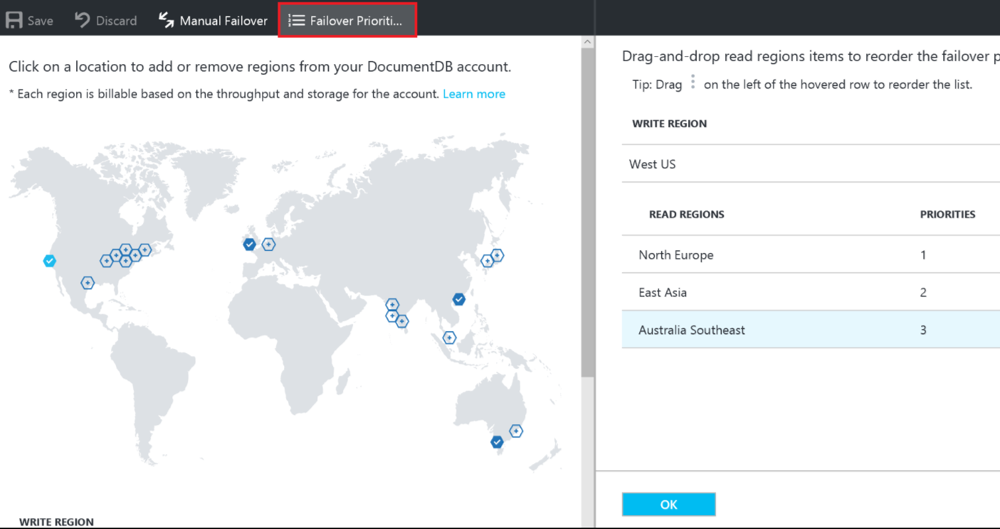 Save Discard Manual Failover Failover Prioriti...
Click on a location to add or remove regions from your DocumentDB account.
* Each region is billable based on the throughput and storage for the account. Learn more
WRITE REGION
Drag-and-drop read regions items to reorder the failover p
Tip: Drag on the left of the hovered row to reorder the list.
WRITE REGION
West US
READ REGIONS PRIORITIES
North Europe 1
East Asia 2
Australia Southeast 3
OK